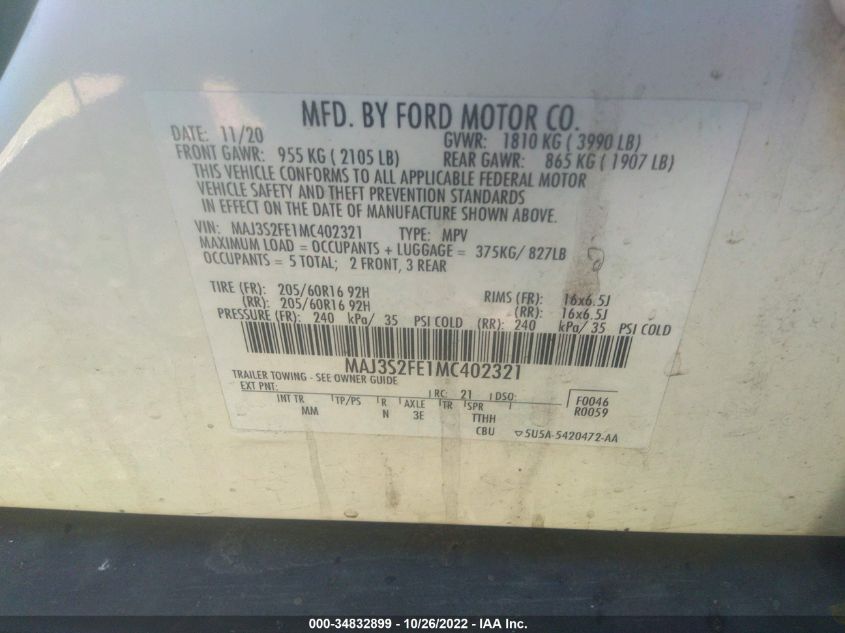 MFD. BY FORD MOTOR CO.
DATE: 11/20 GVWR: 1810 KG ( 3990 LB)
FRONT GAWR: 955 KG ( 2105 LB) REAR GAWR: 865 KG ( 1907 LB)
THIS VEHICLE CONFORMS TO ALL APPLICABLE FEDERAL MOTOR
VEHICLE SAFETY AND THEFT PREVENTION STANDARDS
IN EFFECT ON THE DATE OF MANUFACTURE SHOWN ABOVE.
VIN: MAJ3S2FE1MC402321 TYPE: MPV
MAXIMUM LOAD = OCCUPANTS + LUGGAGE = 375KG/ 827LB
OCCUPANTS = 5 TOTAL; 2 FRONT, 3 REAR
TIRE (FR): 205/60R16 92H RIMS (FR): 16x6.5J
(RR): 205/60R16 92H (RR): 16x6.5J
PRESSURE (FR): 240 kPa/ 35 PSI COLD (RR): 240 kPa/ 35 PSI COLD
MAJ3S2FE1MC402321
TRAILER TOWING - SEE OWNER GUIDE
EXT PNT: RC: 21 DSO: F0046
INT TR TP/PS R AXLE TR SPR R0059
MM N 3E TTHH
CBU 5U5A-5420472-AA
000-34832899 - 10/26/2022 - IAA Inc.